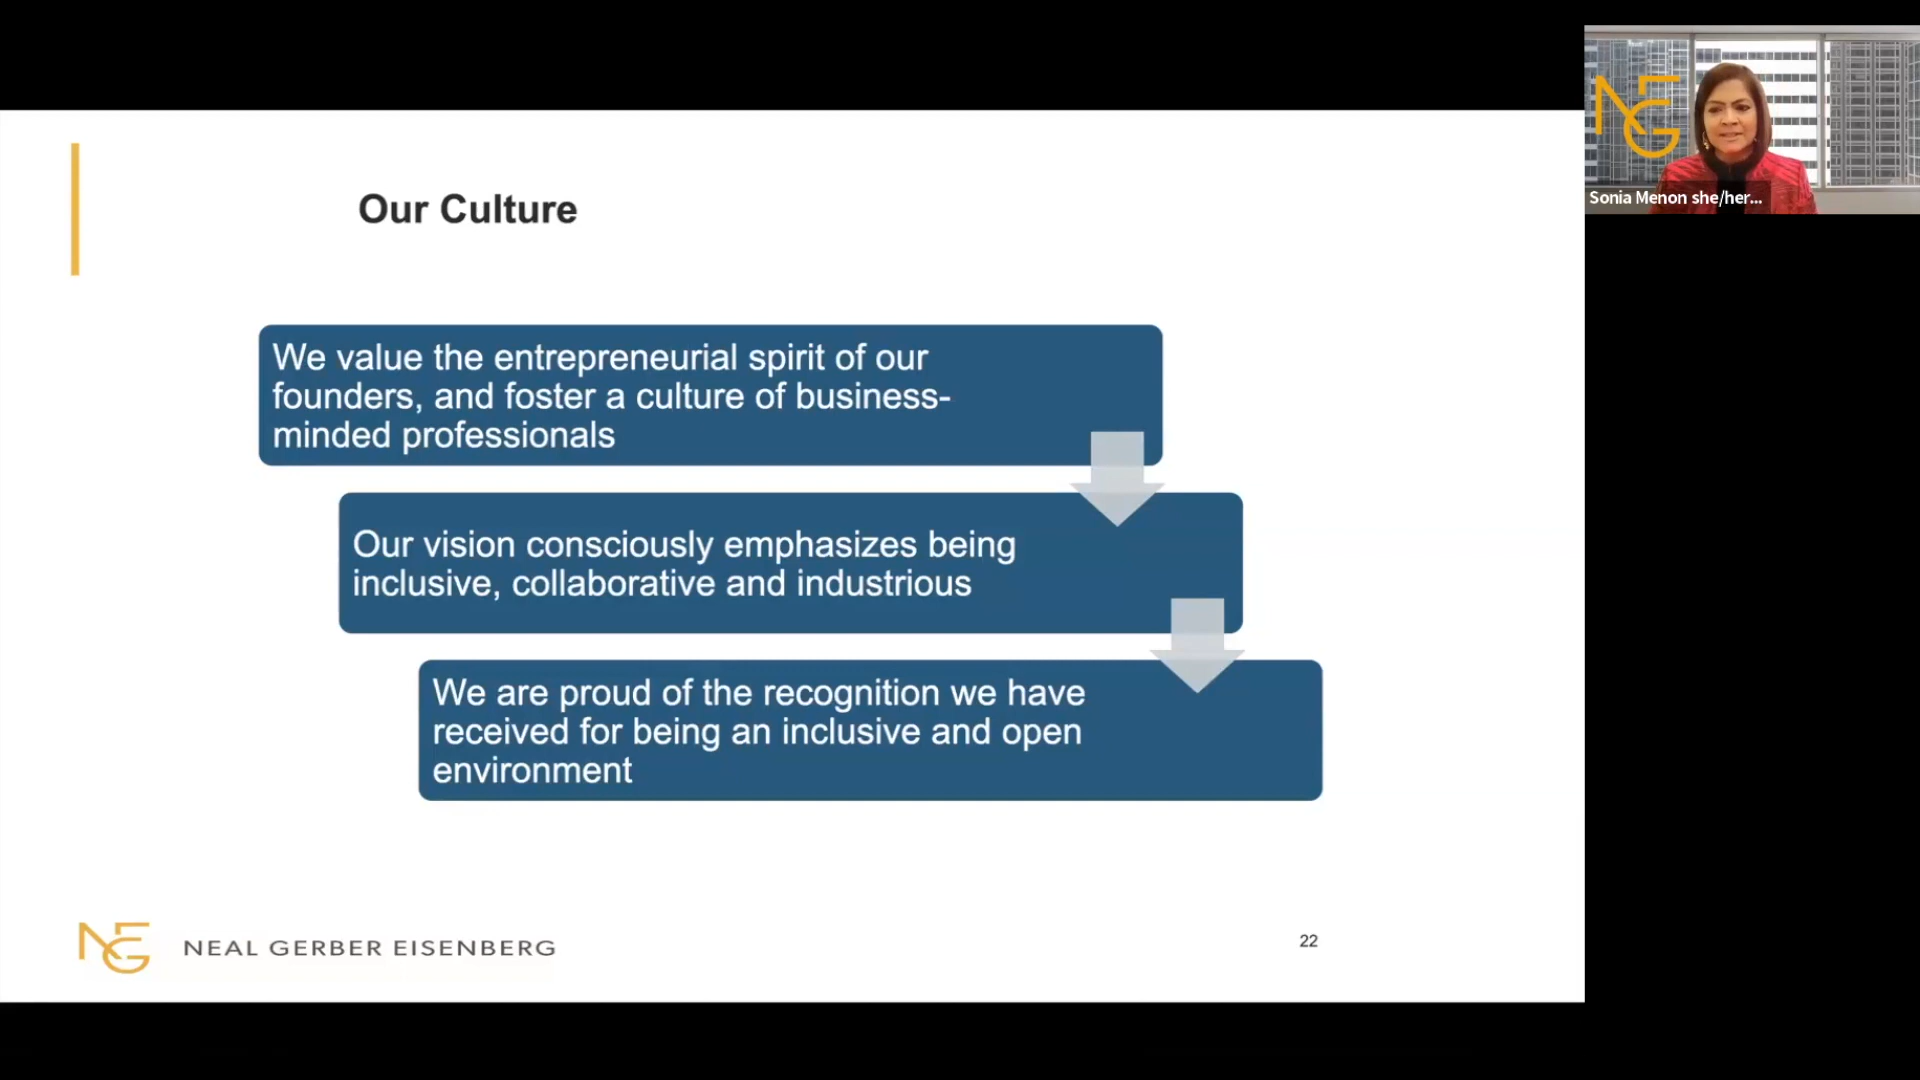 Our Culture
We value the entrepreneurial spirit of our
founders, and foster a culture of business-
minded professionals
Our vision consciously emphasizes being
inclusive, collaborative and industrious
We are proud of the recognition we have
received for being an inclusive and open
environment
NEG NEAL GERBER EISENBERG
22
NEG
Sonia Menon she/her...